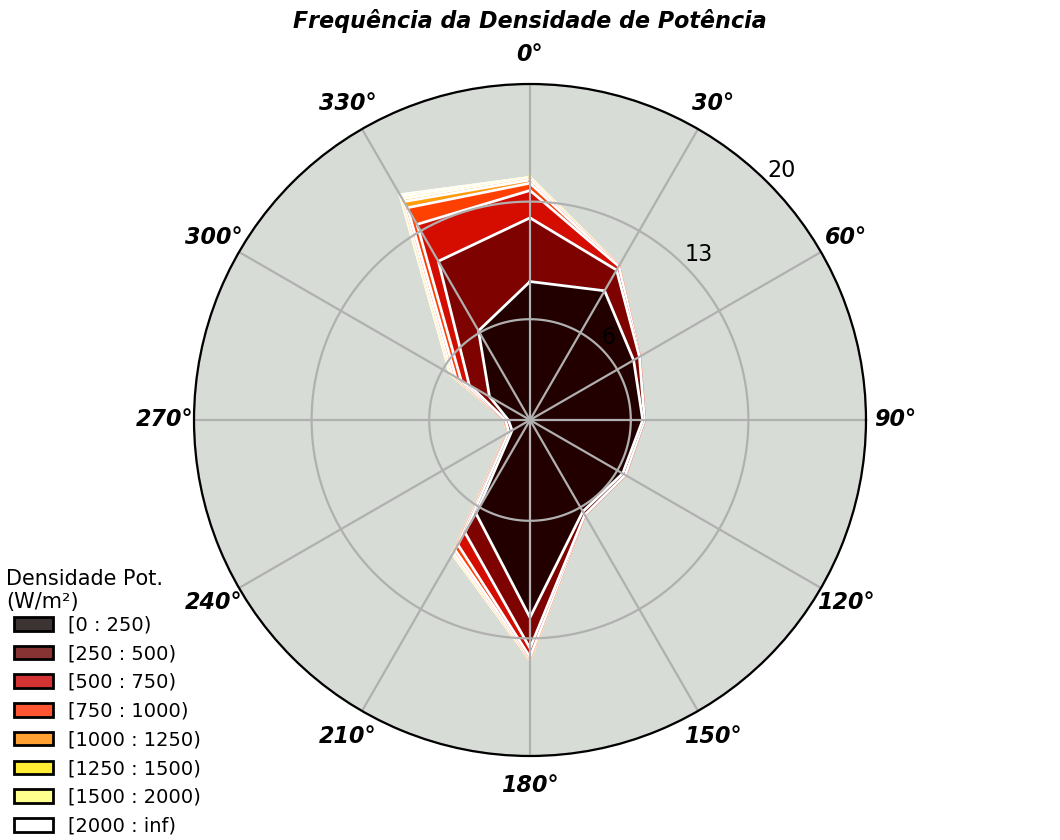 Frequência da Densidade de Potência
0°
330°
30°
20
300°
60°
13
6
270°
90°
Densidade Pot.
(W/m²)
240°
120°
[0 : 250)
[250 : 500)
[500 : 750)
[750 : 1000)
210°
150°
[1000 : 1250)
[1250 : 1500)
180°
[1500 : 2000)
[2000 : inf)